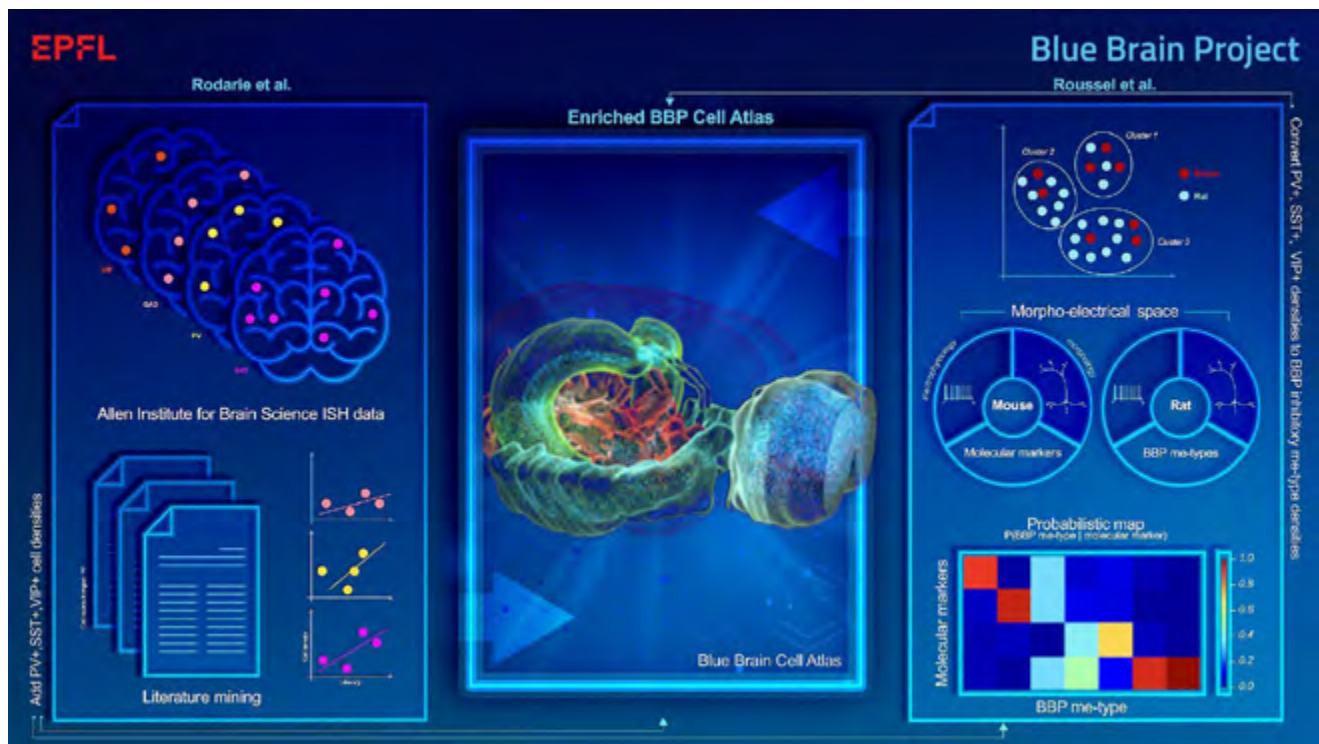 EPFL
Blue Brain Project
Rodarie et al.
Roussel et al.
Enriched BBP Cell Atlas
VIP
GAD
PV
Allen Institute for Brain Science ISH data
Literature mining
Add PV+,SST+,VIP+ cell densities
Blue Brain Cell Atlas
Cluster 1
Cluster 2
Cluster 3
Rat
Morpho-electrical space
electrophysiology
morphology
Mouse
Molecular markers
Rat
BBP me-types
Probabilistic map
P(BBP me-type | molecular marker)
Molecular markers
1.0
0.8
0.6
0.4
0.2
0.0
BBP me-type
Convert PV+, SST+, VIP+ densities to BBP inhibitory me-type densities